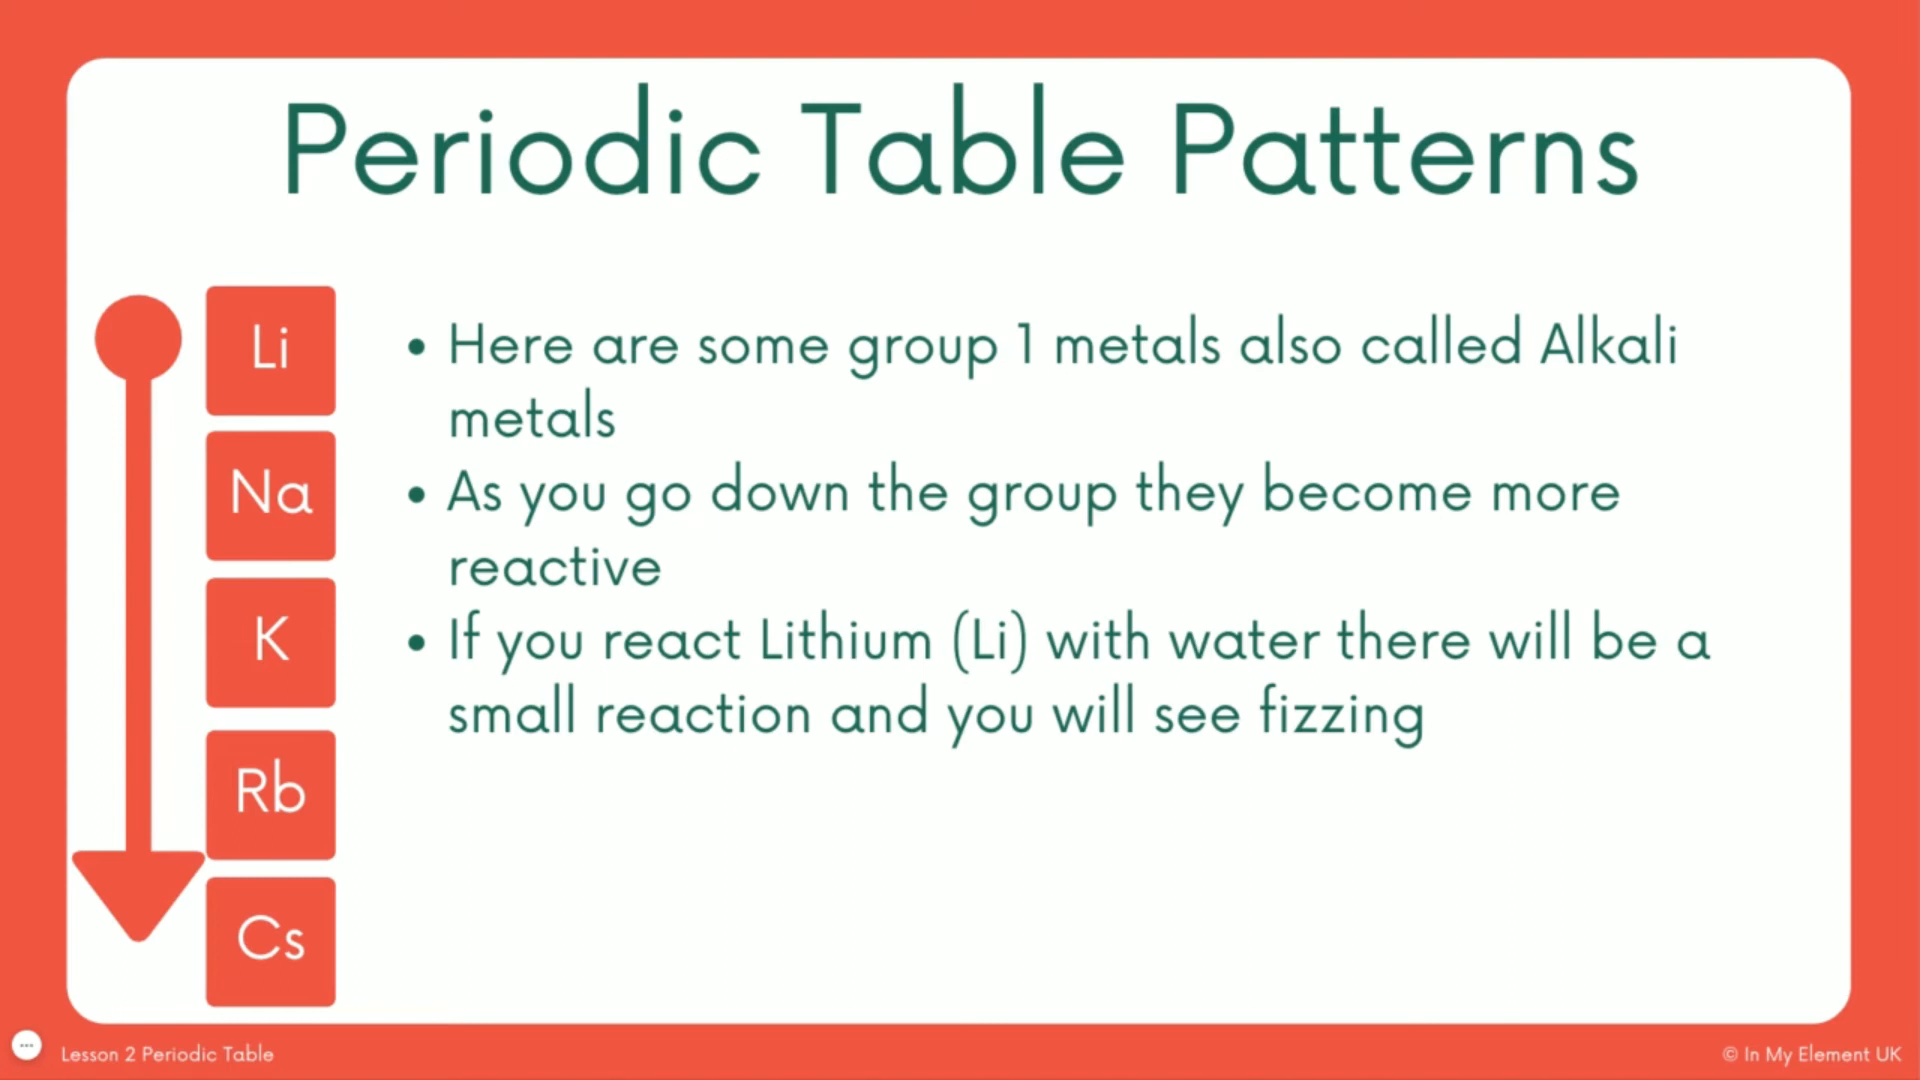 Periodic Table Patterns
Li
Na
K
Rb
Cs
• Here are some group 1 metals also called Alkali
metals
• As you go down the group they become more
reactive
• If you react Lithium (Li) with water there will be a
small reaction and you will see fizzing
Lesson 2 Periodic Table
© In My Element UK